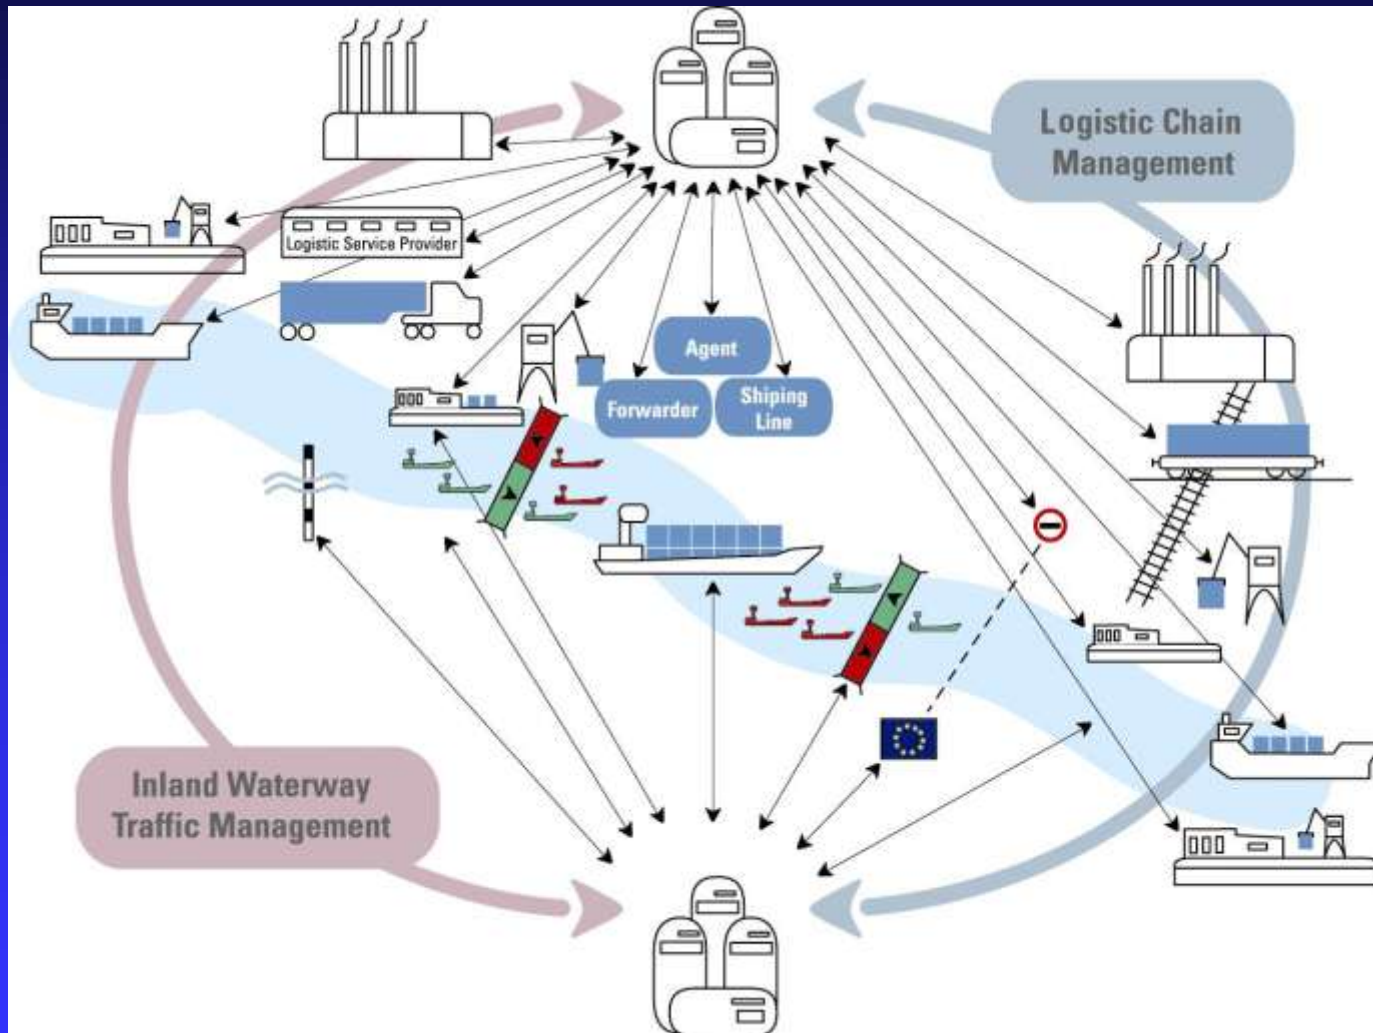 Logistic Chain
Management
Logistic Service Provider
Agent
Forwarder
Shiping
Line
Inland Waterway
Traffic Management